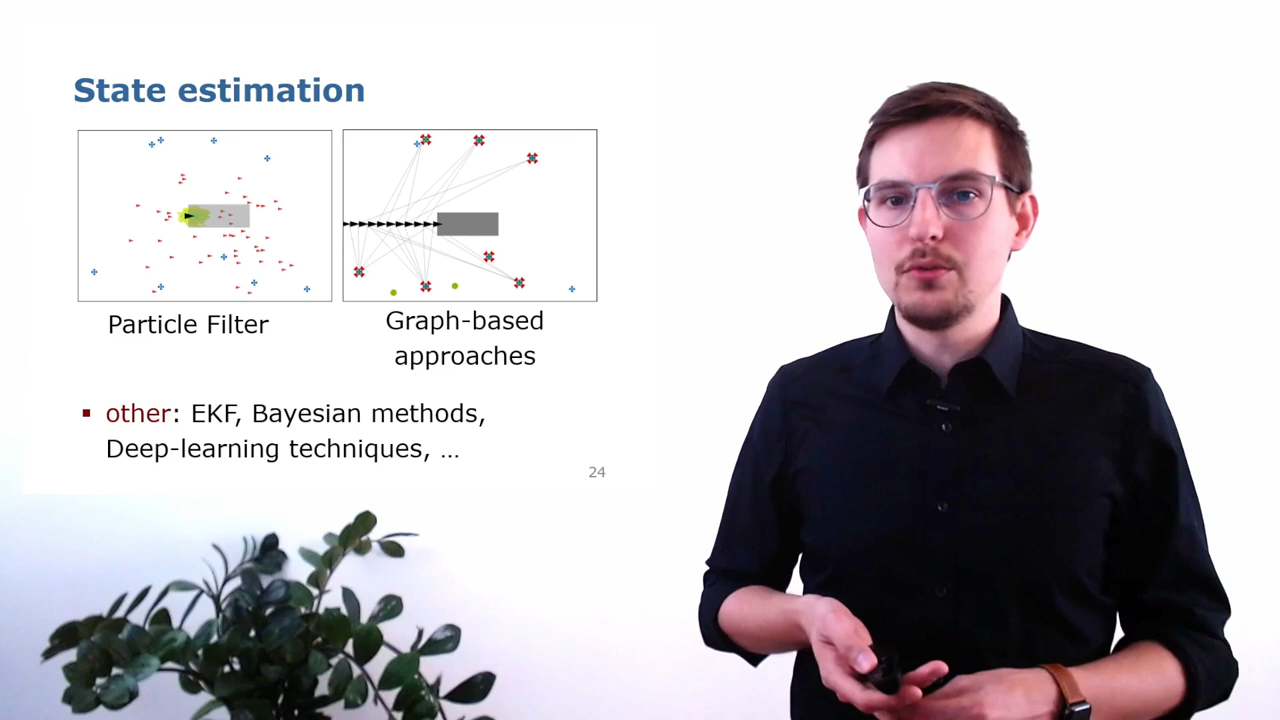 State estimation
Particle Filter
Graph-based
approaches
▪ other: EKF, Bayesian methods,
Deep-learning techniques, ...
24